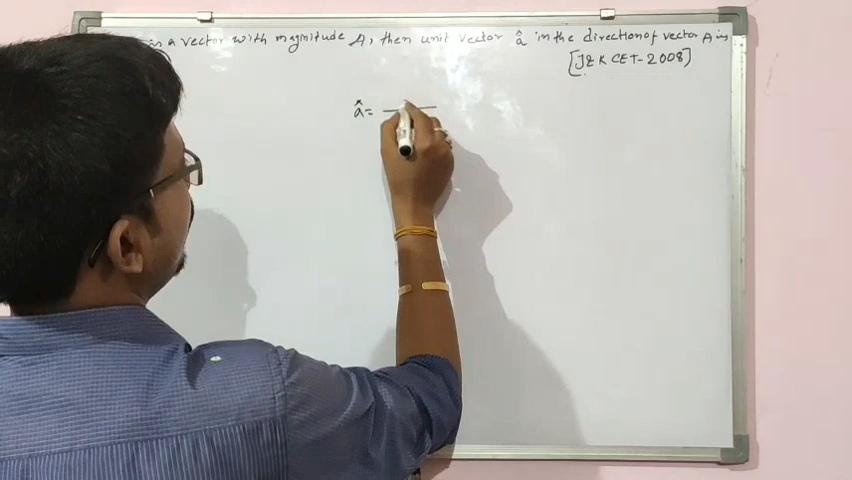 is a vector with magnitude A, then unit vector â in the direction of vector A is
[J&K CET-2008]
â =